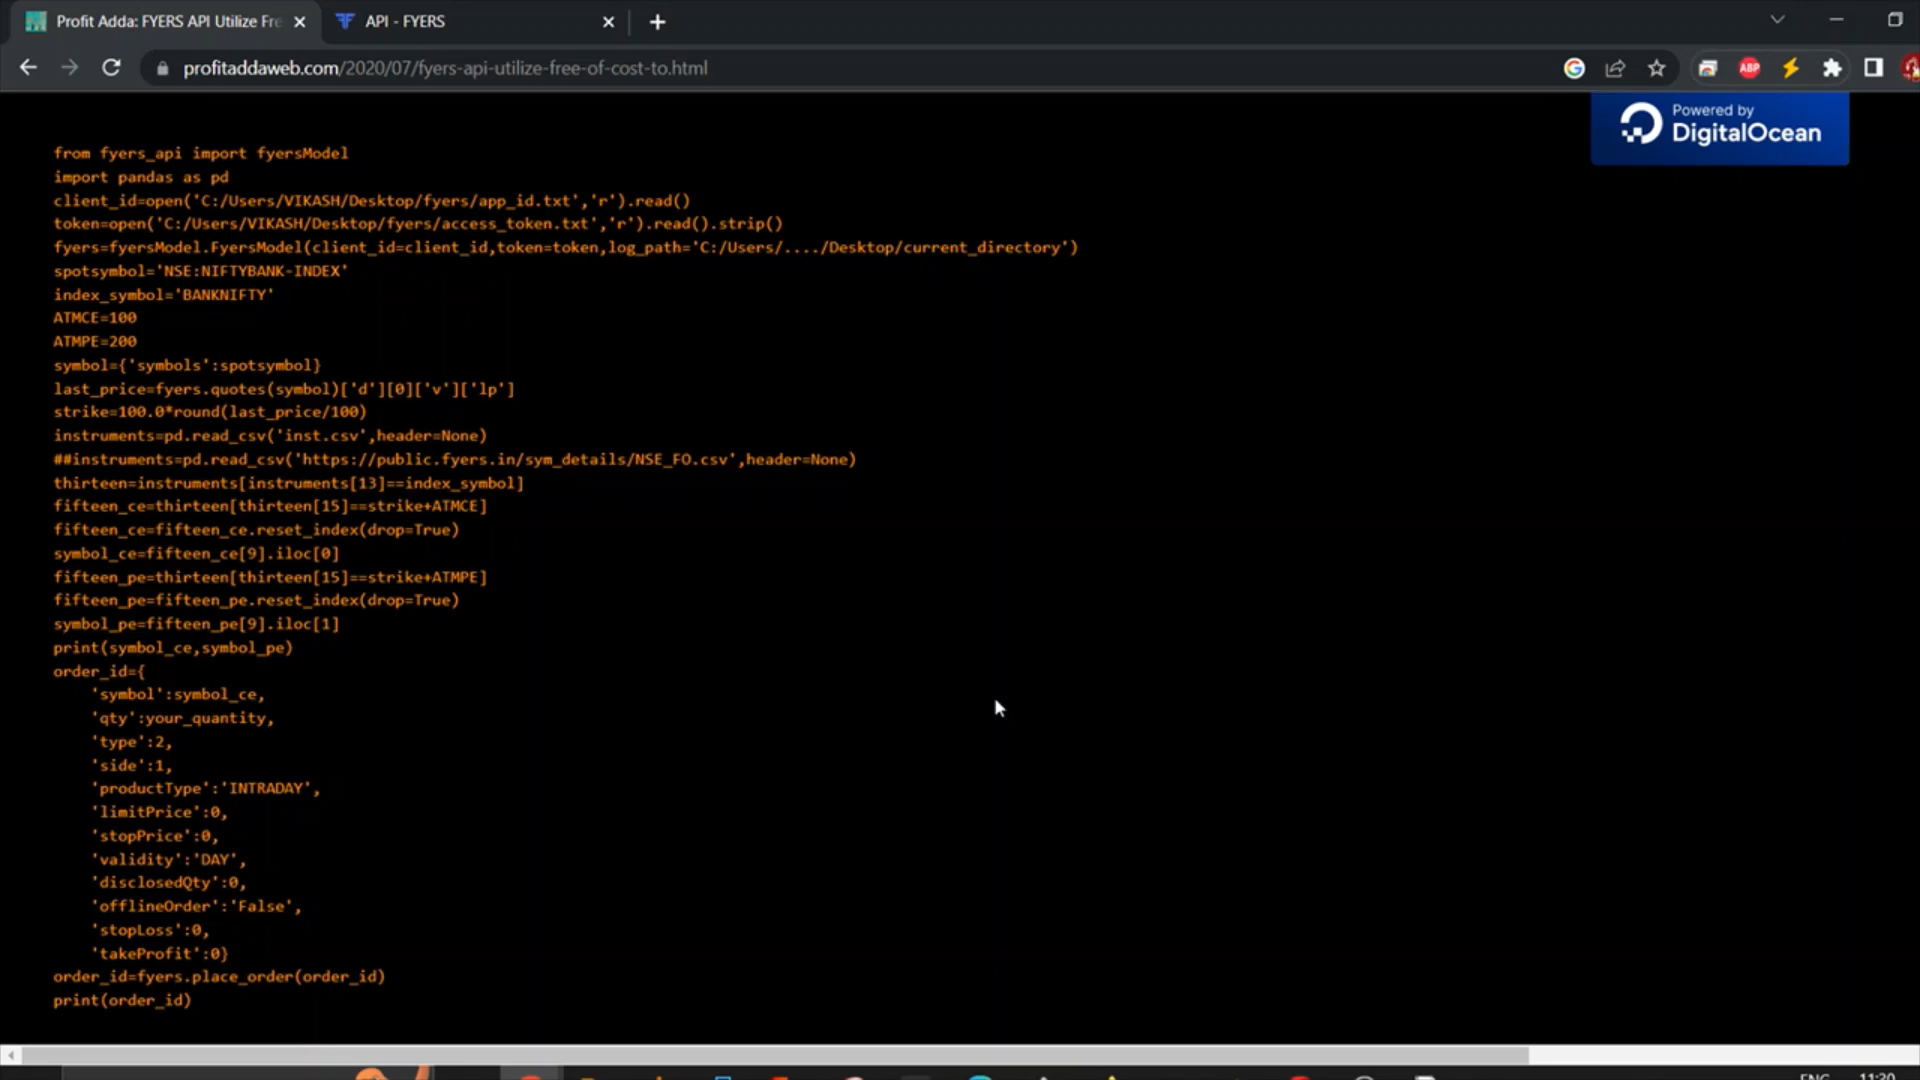 Profit Adda: FYERS API Utilize Fre
API - FYERS
profitaddaweb.com/2020/07/fyers-api-utilize-free-of-cost-to.html
ABP
Powered by
DigitalOcean
from fyers_api import fyersModel
import pandas as pd
client_id=open('C:/Users/VIKASH/Desktop/fyers/app_id.txt','r').read()
token=open('C:/Users/VIKASH/Desktop/fyers/access_token.txt','r').read().strip()
fyers=fyersModel.FyersModel(client_id=client_id,token=token,log_path='C:/Users/..../Desktop/current_directory')
spotsymbol='NSE:NIFTYBANK-INDEX'
index_symbol='BANKNIFTY'
ATMCE=100
ATMPE=200
symbol={'symbols':spotsymbol}
last_price=fyers.quotes(symbol)['d'][0]['v']['lp']
strike=100.0*round(last_price/100)
instruments=pd.read_csv('inst.csv',header=None)
##instruments=pd.read_csv('https://public.fyers.in/sym_details/NSE_FO.csv',header=None)
thirteen=instruments[instruments[13]==index_symbol]
fifteen_ce=thirteen[thirteen[15]==strike+ATMCE]
fifteen_ce=fifteen_ce.reset_index(drop=True)
symbol_ce=fifteen_ce[9].iloc[0]
fifteen_pe=thirteen[thirteen[15]==strike+ATMPE]
fifteen_pe=fifteen_pe.reset_index(drop=True)
symbol_pe=fifteen_pe[9].iloc[1]
print(symbol_ce,symbol_pe)
order_id={
'symbol':symbol_ce,
'qty':your_quantity,
'type':2,
'side':1,
'productType':'INTRADAY',
'limitPrice':0,
'stopPrice':0,
'validity':'DAY',
'disclosedQty':0,
'offlineOrder':'False',
'stopLoss':0,
'takeProfit':0}
order_id=fyers.place_order(order_id)
print(order_id)